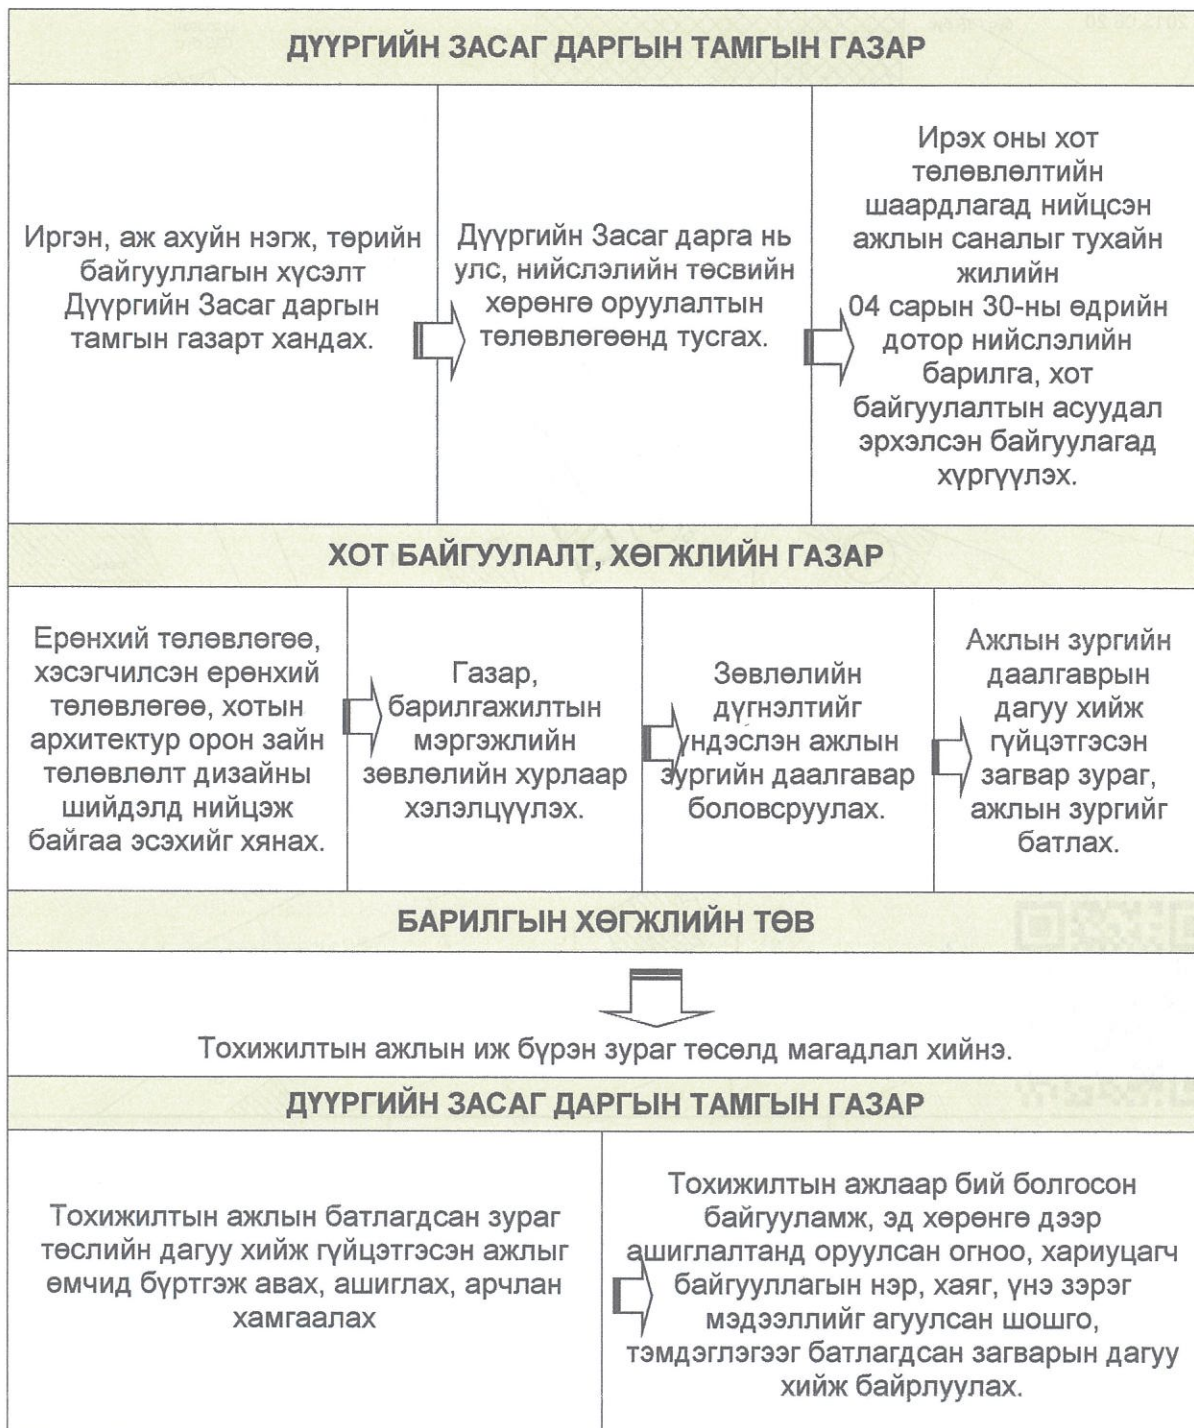 ДҮҮРГИЙН ЗАСАГ ДАРГЫН ТАМГЫН ГАЗАР
Иргэн, аж ахуйн нэгж, төрийн
байгууллагын хүсэлт
Дүүргийн Засаг даргын
тамгын газарт хандах.
Дүүргийн Засаг дарга нь
улс, нийслэлийн төсвийн
хөрөнгө оруулалтын
төлөвлөгөөнд тусгах.
Ирэх оны хот
төлөвлөлтийн
шаардлагад нийцсэн
ажлын саналыг тухайн
жилийн
04 сарын 30-ны өдрийн
дотор нийслэлийн
барилга, хот
байгуулалтын асуудал
эрхэлсэн байгуулагад
хүргүүлэх.
ХОТ БАЙГУУЛАЛТ, ХӨГЖЛИЙН ГАЗАР
Ерөнхий төлөвлөгөө,
хэсэгчилсэн ерөнхий
төлөвлөгөө, хотын
архитектур орон зайн
төлөвлөлт дизайны
шийдэлд нийцэж
байгаа эсэхийг хянах.
Газар,
барилгажилтын
мэргэжлийн
зөвлөлийн хурлаар
хэлэлцүүлэх.
Зөвлөлийн
дүгнэлтийг
үндэслэн ажлын
зургийн даалгавар
боловсруулах.
Ажлын зургийн
даалгаврын
дагуу хийж
гүйцэтгэсэн
загвар зураг,
ажлын зургийг
батлах.
БАРИЛГЫН ХӨГЖЛИЙН ТӨВ
Тохижилтын ажлын иж бүрэн зураг төсөлд магадлал хийнэ.
ДҮҮРГИЙН ЗАСАГ ДАРГЫН ТАМГЫН ГАЗАР
Тохижилтын ажлын батлагдсан зураг
төслийн дагуу хийж гүйцэтгэсэн ажлыг
өмчид бүртгэж авах, ашиглах, арчлан
хамгаалах
Тохижилтын ажлаар бий болгосон
байгууламж, эд хөрөнгө дээр
ашиглалтанд оруулсан огноо, хариуцагч
байгууллагын нэр, хаяг, үнэ зэрэг
мэдээллийг агуулсан шошго,
тэмдэглэгээг батлагдсан загварын дагуу
хийж байрлуулах.